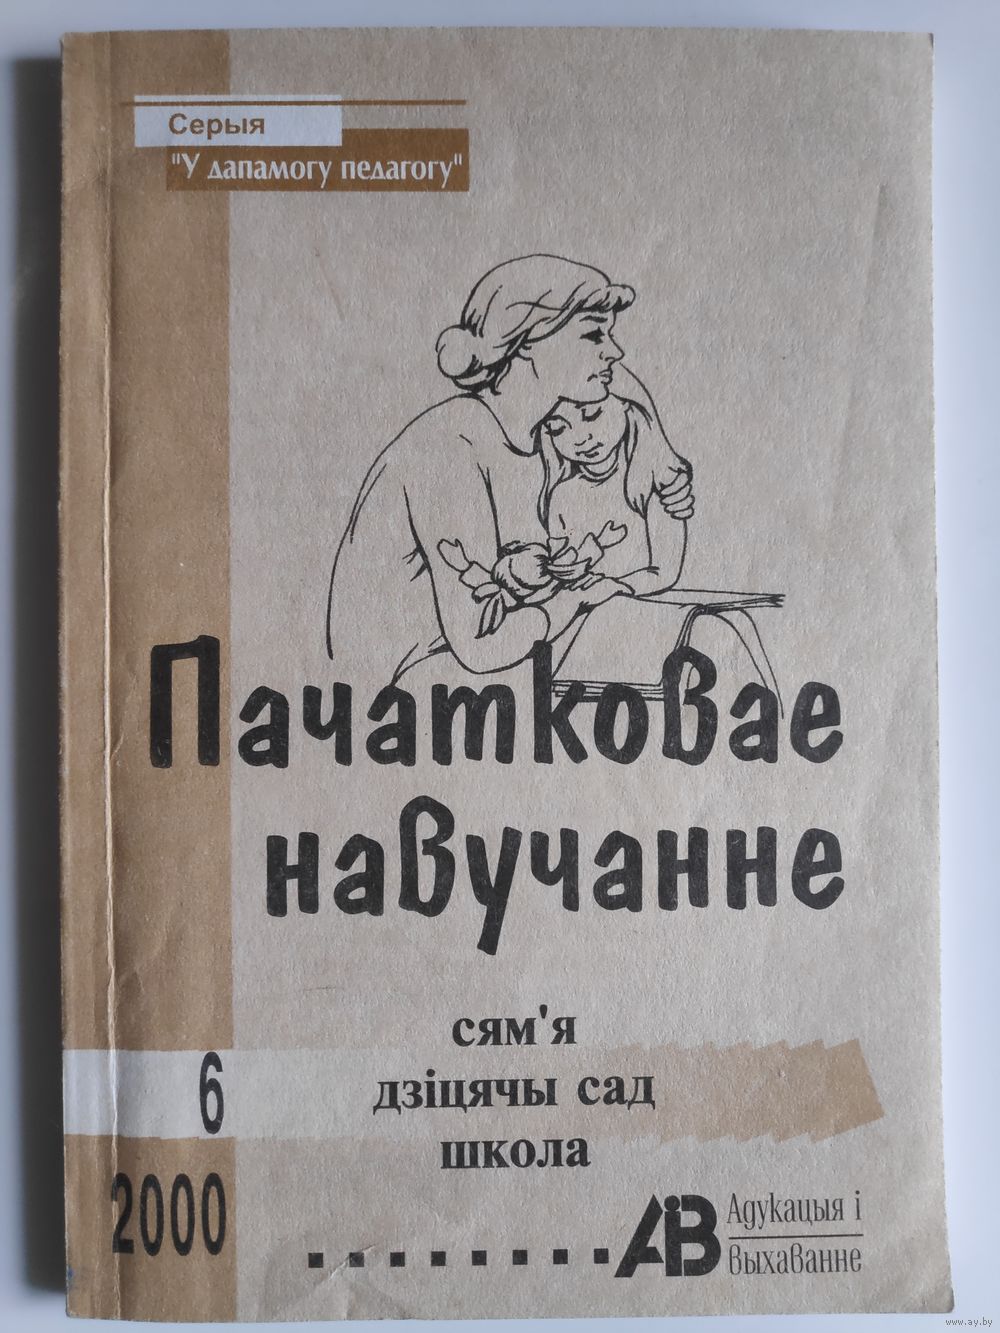 Серыя
"У дапамогу педагогу"
Пачатковае
навучанне
сям'я
6
дзіцячы сад
школа
2000
АіВ
Адукацыя і
выхаванне
www.ay.by